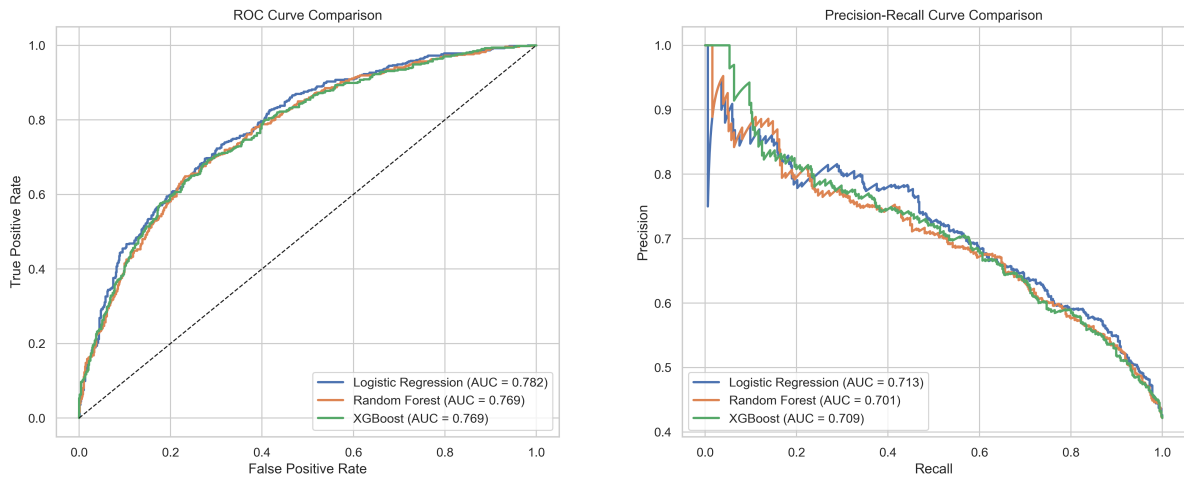 ROC Curve Comparison
1.0
0.8
0.6
0.4
0.2
0.0
True Positive Rate
Logistic Regression (AUC = 0.782)
Random Forest (AUC = 0.769)
XGBoost (AUC = 0.769)
0.0 0.2 0.4 0.6 0.8 1.0
False Positive Rate
Precision-Recall Curve Comparison
1.0
0.9
0.8
0.7
0.6
0.5
0.4
Precision
Logistic Regression (AUC = 0.713)
Random Forest (AUC = 0.701)
XGBoost (AUC = 0.709)
0.0 0.2 0.4 0.6 0.8 1.0
Recall